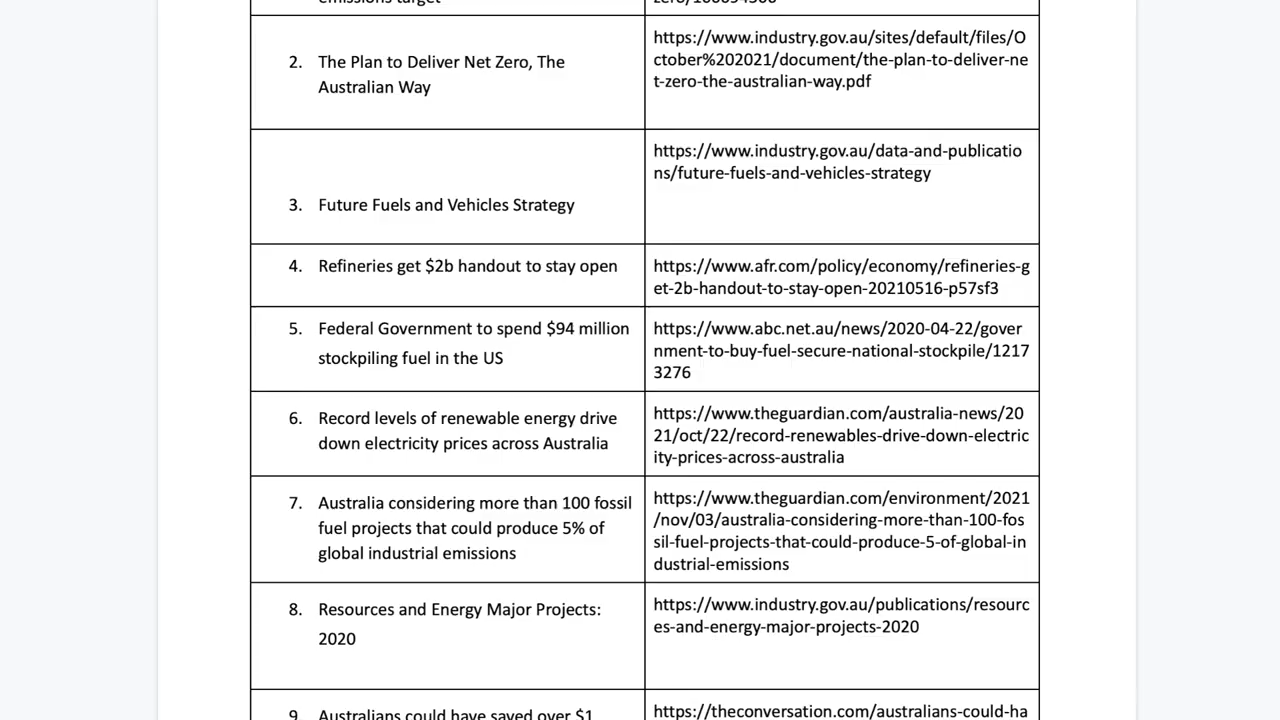 emissions target
zero/100694560
2. The Plan to Deliver Net Zero, The
Australian Way
https://www.industry.gov.au/sites/default/files/O
ctober%202021/document/the-plan-to-deliver-ne
t-zero-the-australian-way.pdf
3. Future Fuels and Vehicles Strategy
https://www.industry.gov.au/data-and-publicatio
ns/future-fuels-and-vehicles-strategy
4. Refineries get $2b handout to stay open
https://www.afr.com/policy/economy/refineries-g
et-2b-handout-to-stay-open-20210516-p57sf3
5. Federal Government to spend $94 million
stockpiling fuel in the US
https://www.abc.net.au/news/2020-04-22/gover
nment-to-buy-fuel-secure-national-stockpile/1217
3276
6. Record levels of renewable energy drive
down electricity prices across Australia
https://www.theguardian.com/australia-news/20
21/oct/22/record-renewables-drive-down-electric
ity-prices-across-australia
7. Australia considering more than 100 fossil
fuel projects that could produce 5% of
global industrial emissions
https://www.theguardian.com/environment/2021
/nov/03/australia-considering-more-than-100-fos
sil-fuel-projects-that-could-produce-5-of-global-in
dustrial-emissions
8. Resources and Energy Major Projects:
2020
https://www.industry.gov.au/publications/resourc
es-and-energy-major-projects-2020
9. Australians could have saved over $1
https://theconversation.com/australians-could-ha